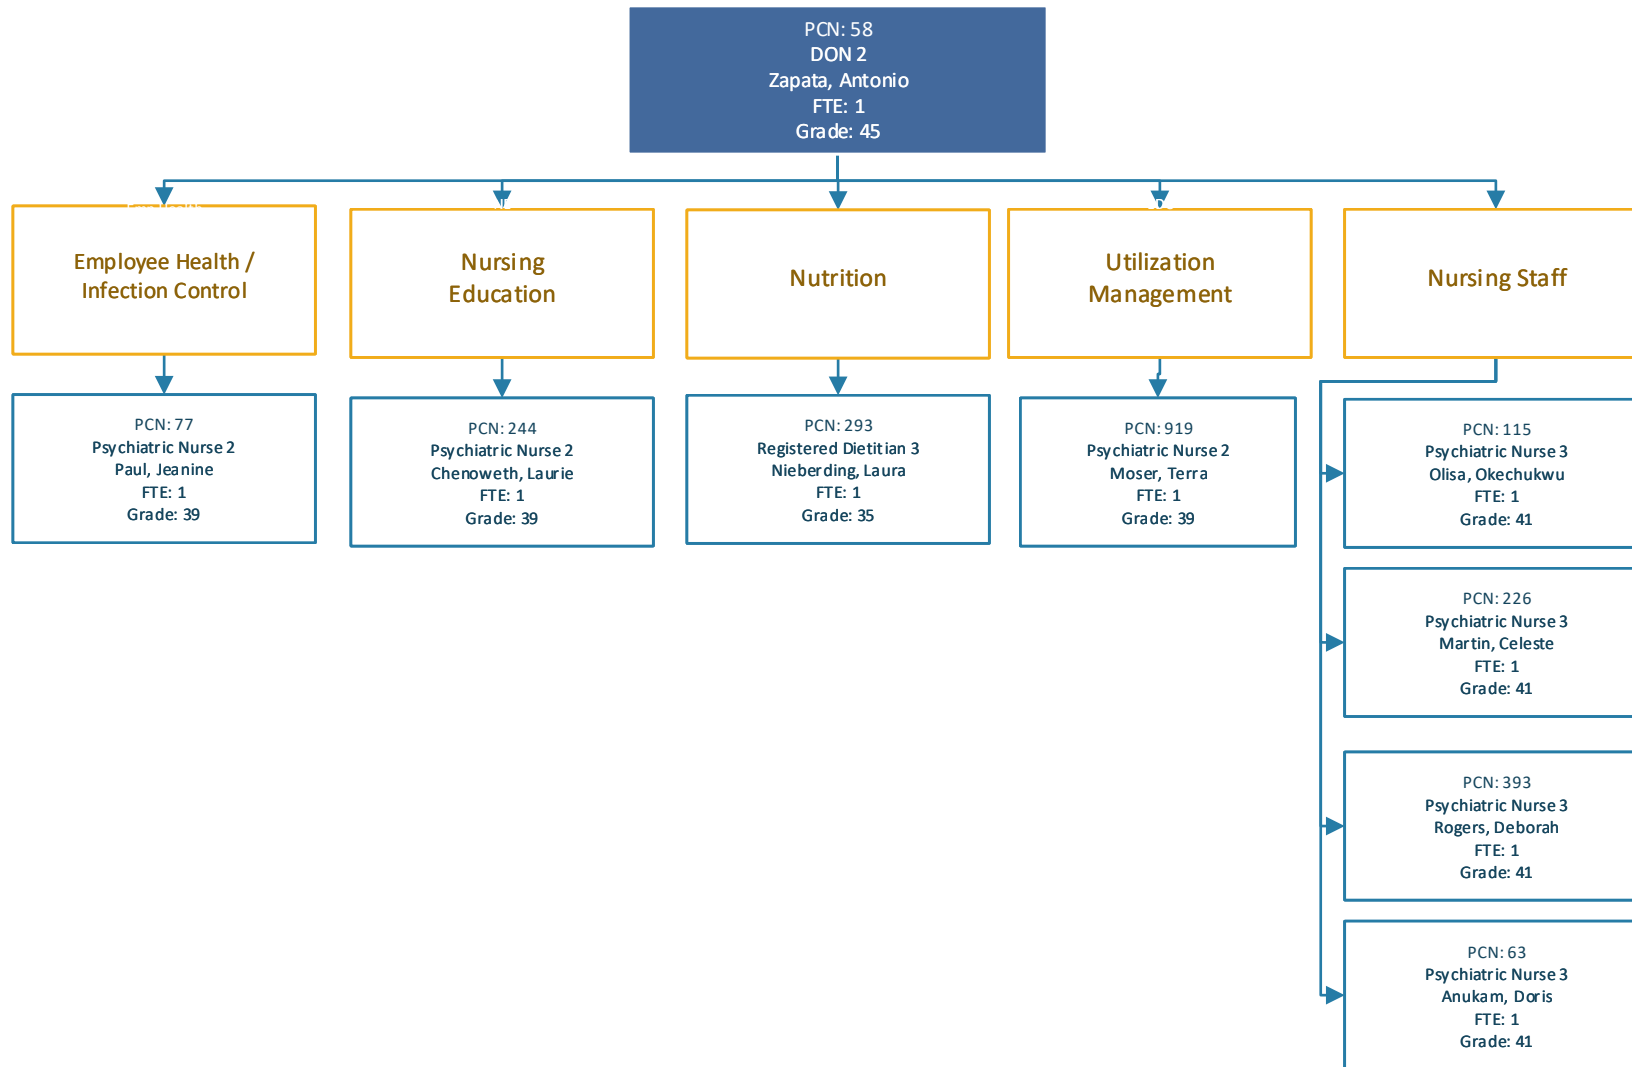 PCN: 58
DON 2
Zapata, Antonio
FTE: 1
Grade: 45
Employee Health /
Infection Control
Nursing
Education
Nutrition
Utilization
Management
Nursing Staff
PCN: 77
Psychiatric Nurse 2
Paul, Jeanine
FTE: 1
Grade: 39
PCN: 244
Psychiatric Nurse 2
Chenoweth, Laurie
FTE: 1
Grade: 39
PCN: 293
Registered Dietitian 3
Nieberding, Laura
FTE: 1
Grade: 35
PCN: 919
Psychiatric Nurse 2
Moser, Terra
FTE: 1
Grade: 39
PCN: 115
Psychiatric Nurse 3
Olisa, Okechukwu
FTE: 1
Grade: 41
PCN: 226
Psychiatric Nurse 3
Martin, Celeste
FTE: 1
Grade: 41
PCN: 393
Psychiatric Nurse 3
Rogers, Deborah
FTE: 1
Grade: 41
PCN: 63
Psychiatric Nurse 3
Anukam, Doris
FTE: 1
Grade: 41